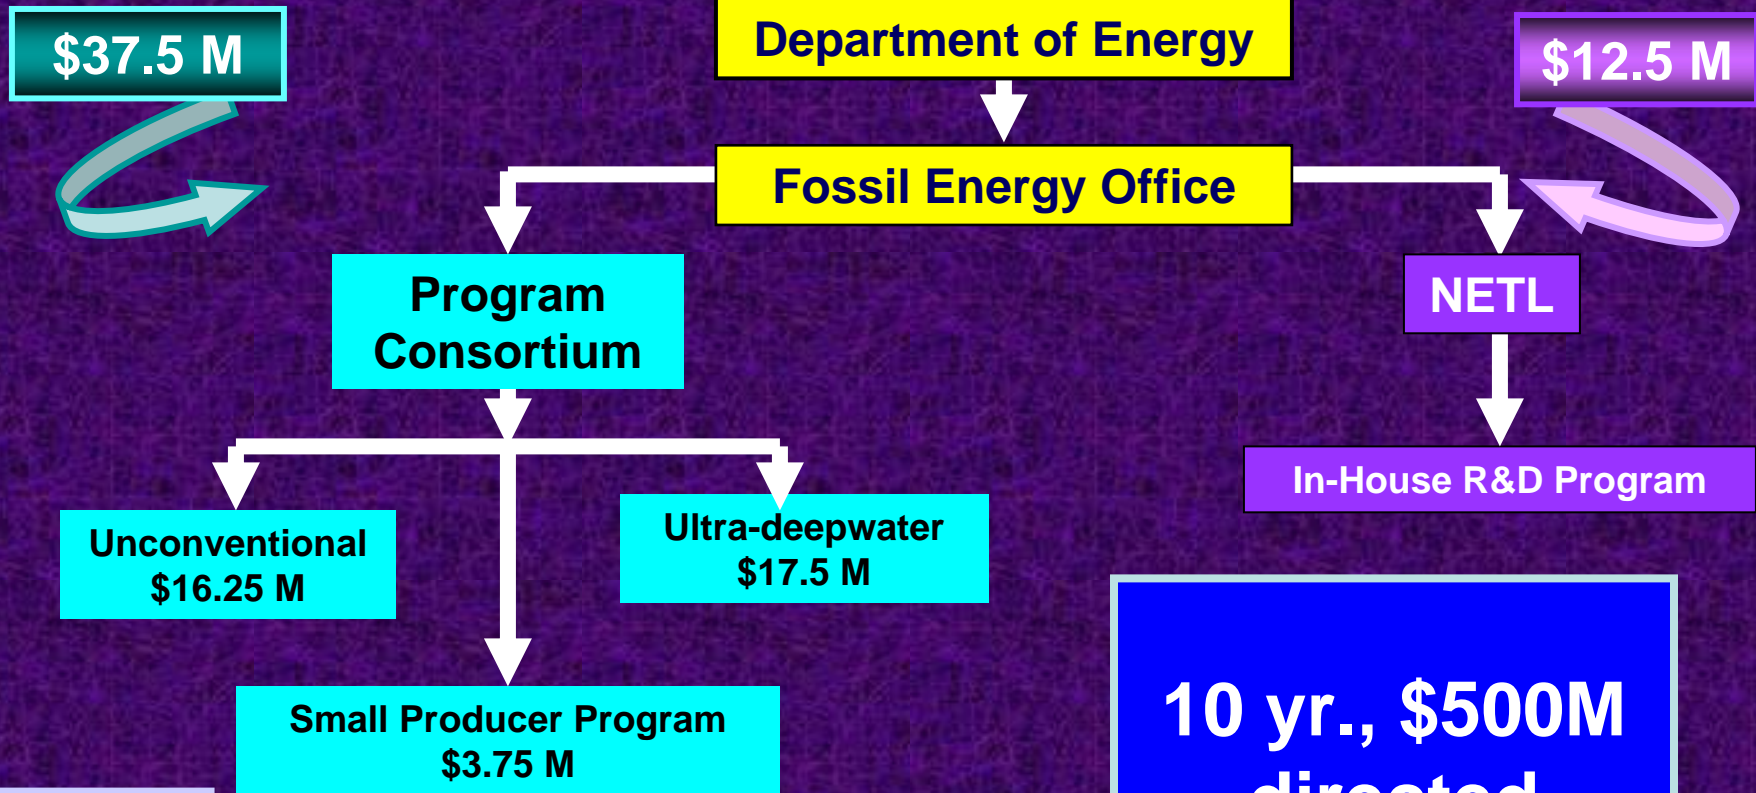 $37.5 M
Department of Energy
$12.5 M
Fossil Energy Office
Program
Consortium
NETL
In-House R&D Program
Unconventional
$16.25 M
Ultra-deepwater
$17.5 M
Small Producer Program
$3.75 M
10 yr., $500M
directed